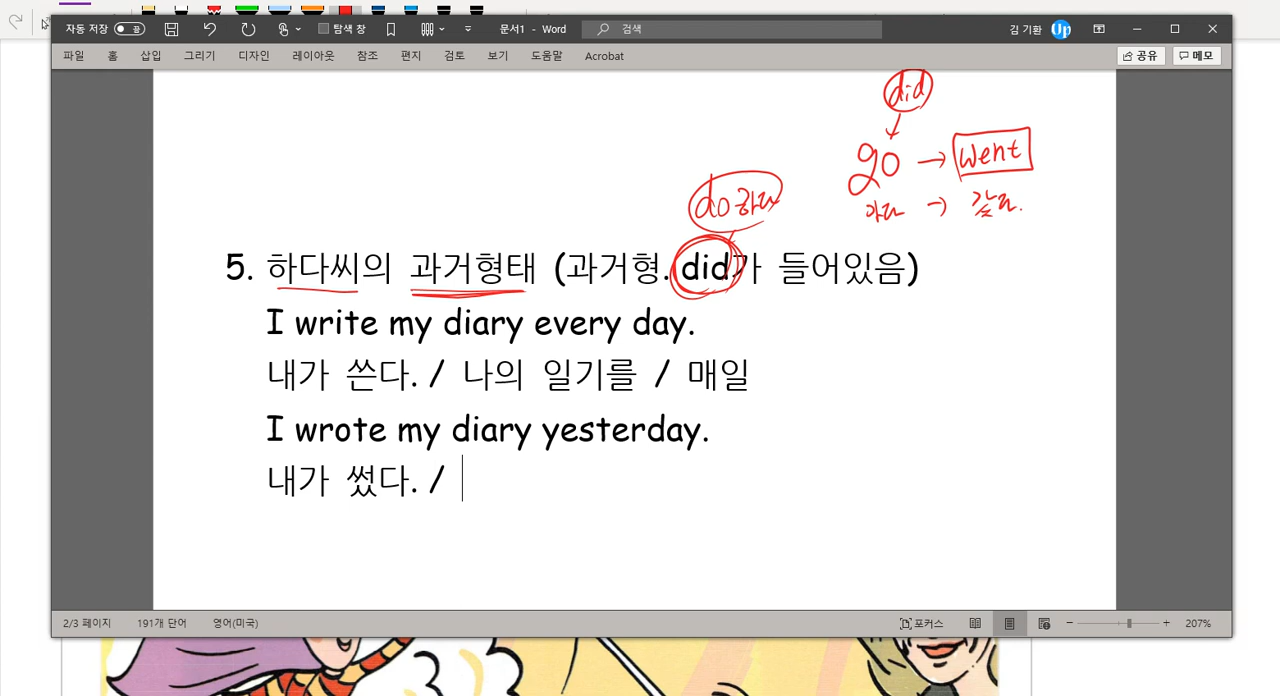 자동 저장 끔 탐색 창 문서1 - Word 검색 김 기환 Up
파일 홈 삽입 그리기 디자인 레이아웃 참조 편지 검토 보기 도움말 Acrobat 공유 메모
did
go → went
가다 → 갔다.
do 하다
5. 하다씨의 과거형태 (과거형. did가 들어있음)
I write my diary every day.
내가 쓴다. / 나의 일기를 / 매일
I wrote my diary yesterday.
내가 썼다. /
2/3 페이지 191개 단어 영어(미국) 포커스 207%